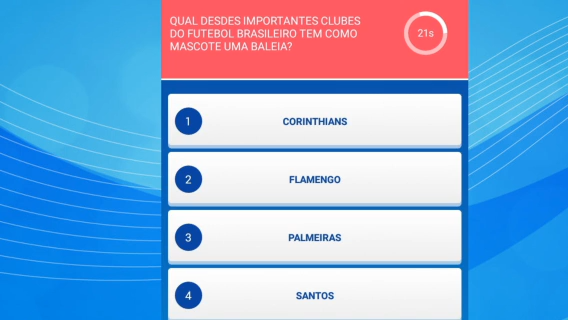 QUAL DESDES IMPORTANTES CLUBES
DO FUTEBOL BRASILEIRO TEM COMO
MASCOTE UMA BALEIA?
21s
1 CORINTHIANS
2 FLAMENGO
3 PALMEIRAS
4 SANTOS